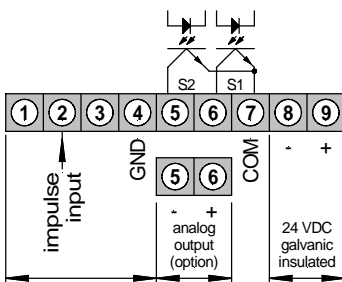 S2 S1
1 2 3 4 5 6 7 8 9
impulse
input
GND
5 6
- +
analog
output
(option)
COM
- +
24 VDC
galvanic
insulated